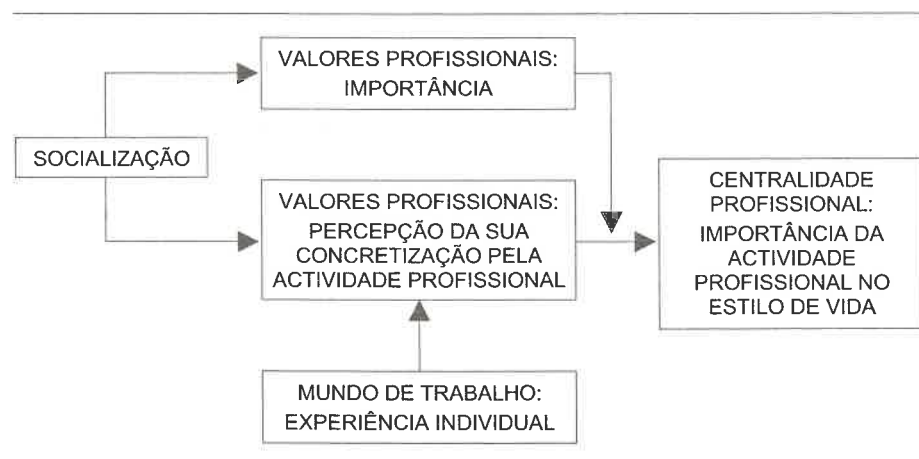 VALORES PROFISSIONAIS:
IMPORTÂNCIA
SOCIALIZAÇÃO
VALORES PROFISSIONAIS:
PERCEPÇÃO DA SUA
CONCRETIZAÇÃO PELA
ACTIVIDADE PROFISSIONAL
CENTRALIDADE
PROFISSIONAL:
IMPORTÂNCIA DA
ACTIVIDADE
PROFISSIONAL NO
ESTILO DE VIDA
MUNDO DE TRABALHO:
EXPERIÊNCIA INDIVIDUAL